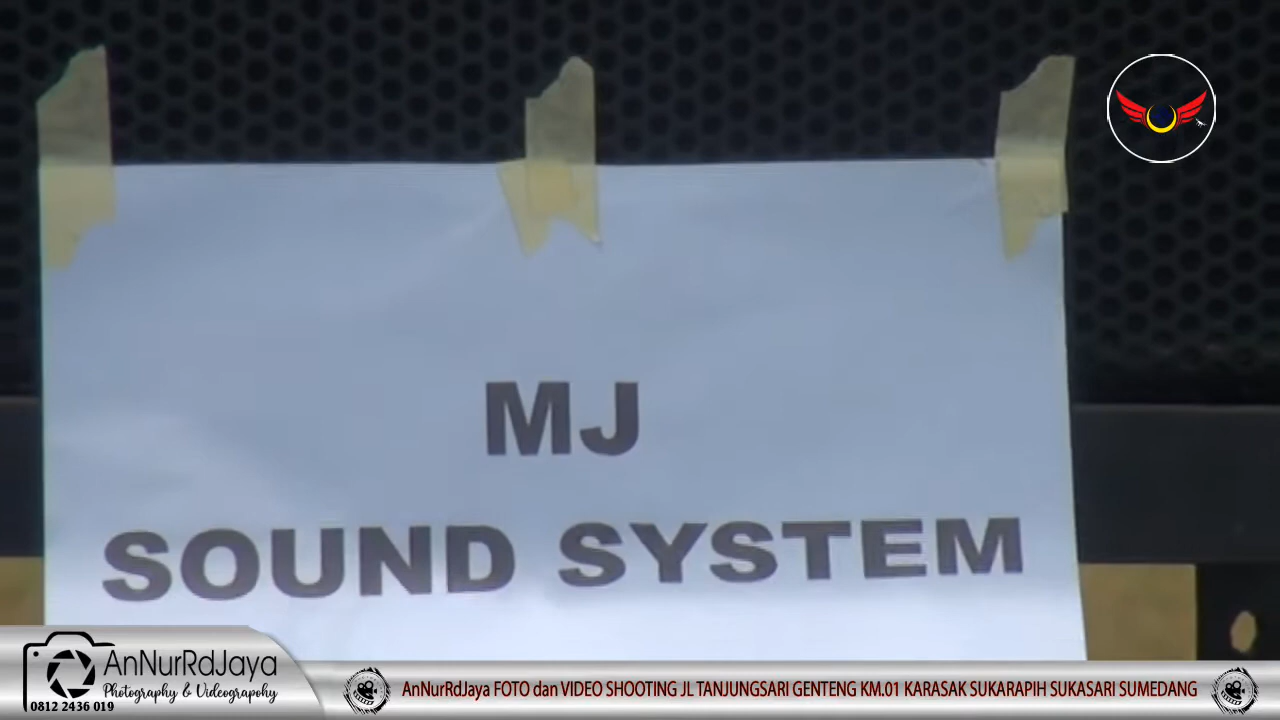 MJ
SOUND SYSTEM
AnNurRdJaya
Photography & Videograpohy
0812 2436 019
AnNurRdJaya FOTO dan VIDEO SHOOTING JL TANJUNGSARI GENTENG KM.01 KARASAK SUKARAPIH SUKASARI SUMEDANG